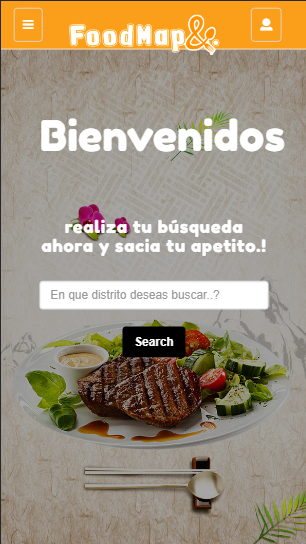 FoodMap&.
Bienvenidos
realiza tu búsqueda
ahora y sacia tu apetito.!
En que distrito deseas buscar..?
Search